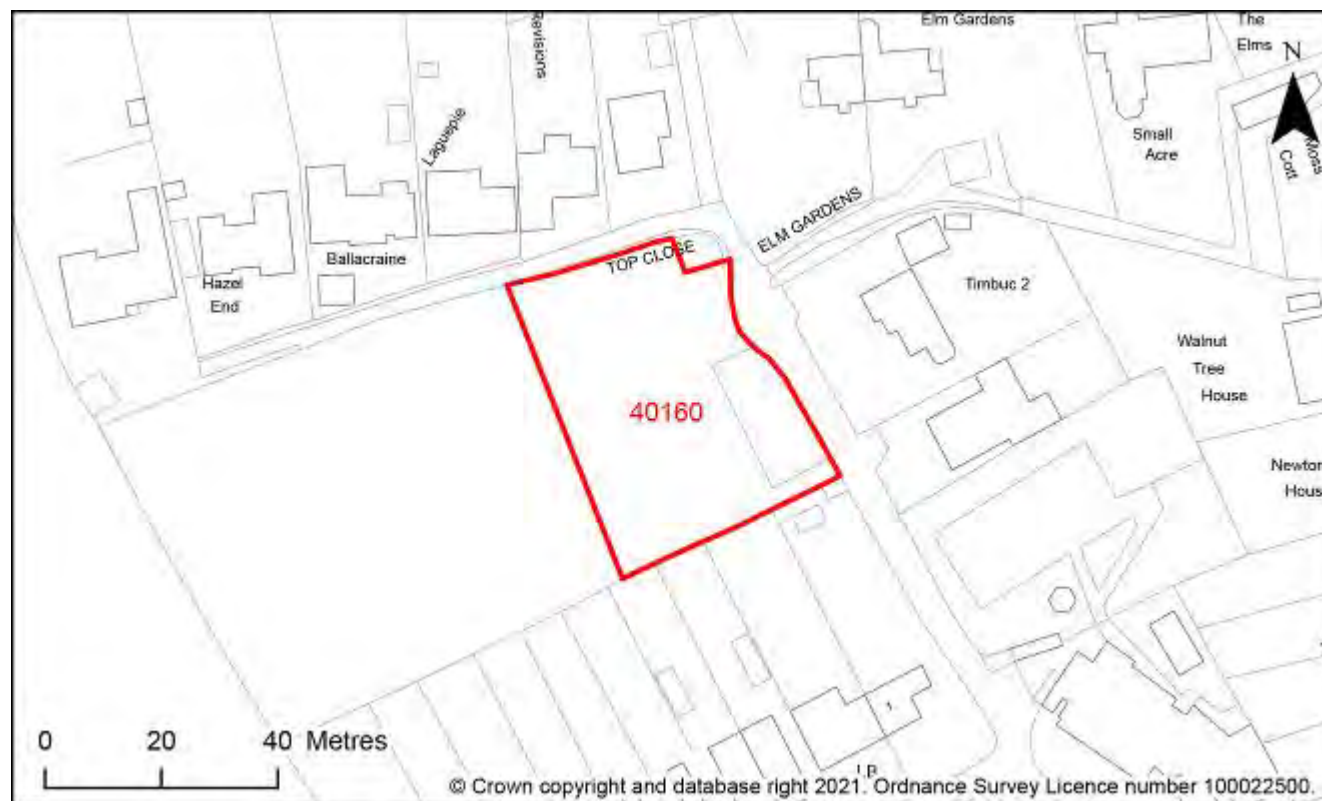 Revisions
Elm Gardens
The
Elms
N
Laguepie
Small
Acre
Moss
Cott
ELM GARDENS
TOP CLOSE
Ballacraine
Hazel
End
Timbuc 2
Walnut
Tree
House
40160
Newton
Hous
1
0 20 40 Metres
© Crown copyright and database right 2021. Ordnance Survey Licence number 100022500.